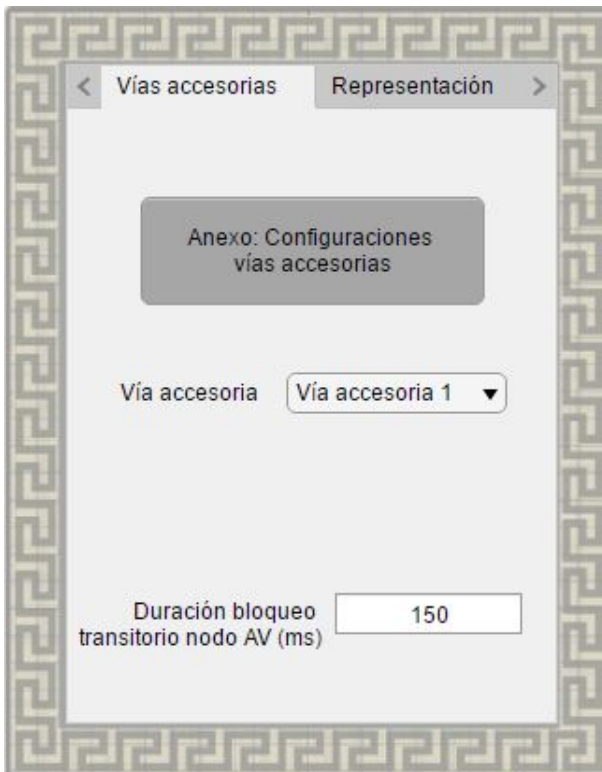 Vías accesorias Representación
Anexo: Configuraciones
vías accesorias
Vía accesoria Vía accesoria 1
Duración bloqueo
transitorio nodo AV (ms) 150